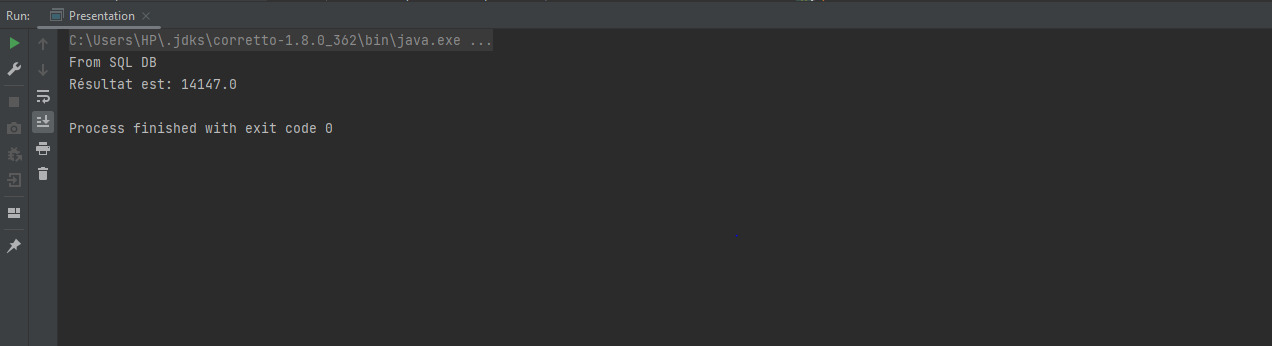 Run: Presentation
C:\Users\HP\.jdks\corretto-1.8.0_362\bin\java.exe ...
From SQL DB
Résultat est: 14147.0
Process finished with exit code 0